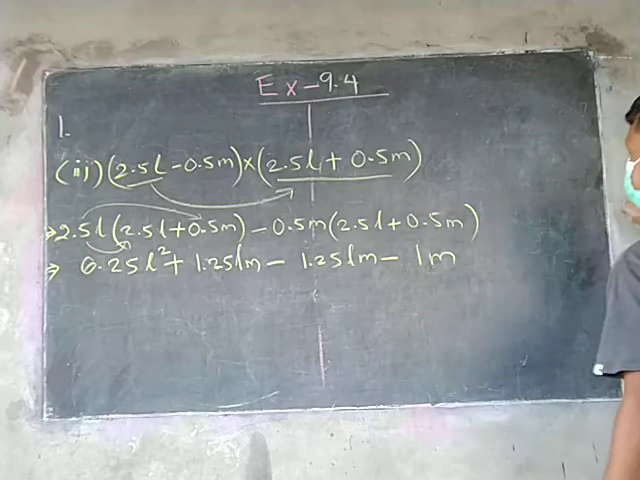 Ex-9.4
1.
(iii) (2.5l - 0.5m) × (2.5l + 0.5m)
⇒ 2.5l (2.5l + 0.5m) - 0.5m (2.5l + 0.5m)
⇒ 6.25l² + 1.25lm - 1.25lm - 1m